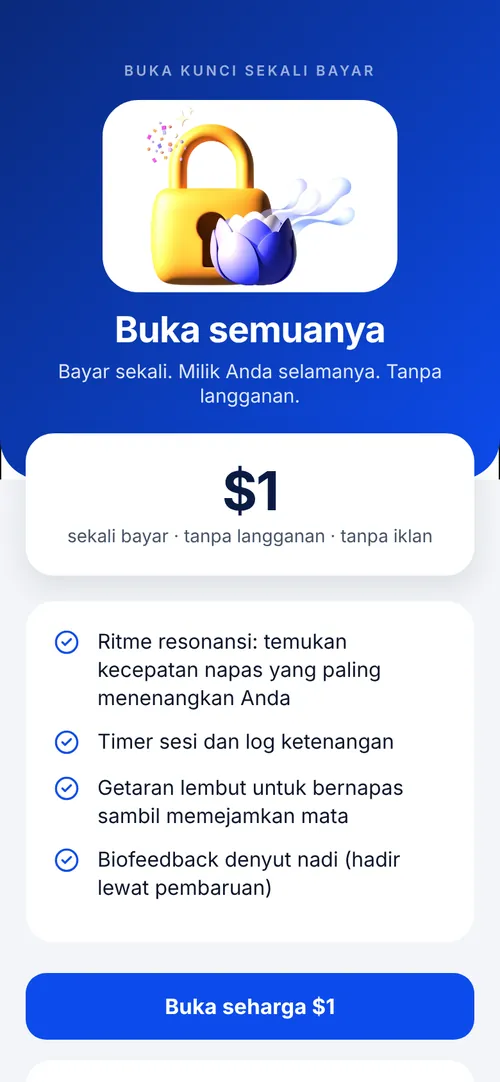 BUKA KUNCI SEKALI BAYAR
Buka semuanya
Bayar sekali. Milik Anda selamanya. Tanpa
langganan.
$1
sekali bayar · tanpa langganan · tanpa iklan
Ritme resonansi: temukan
kecepatan napas yang paling
menenangkan Anda
Timer sesi dan log ketenangan
Getaran lembut untuk bernapas
sambil memejamkan mata
Biofeedback denyut nadi (hadir
lewat pembaruan)
Buka seharga $1